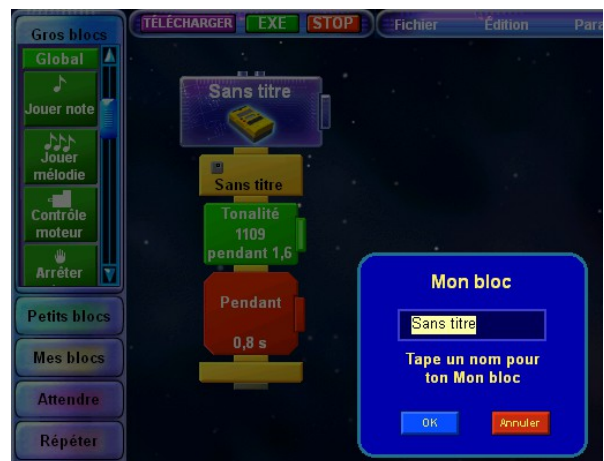 TÉLÉCHARGER EXE STOP Fichier Édition Para
Gros blocs
Global
Jouer note
Jouer
mélodie
Contrôle
moteur
Arréter
Petits blocs
Mes blocs
Attendre
Répéter
Sans titre
Sans titre
Tonalité
1109
pendant 1,6
Pendant
0,8 s
Mon bloc
Sans titre
Tape un nom pour
ton Mon bloc
OK Annuler